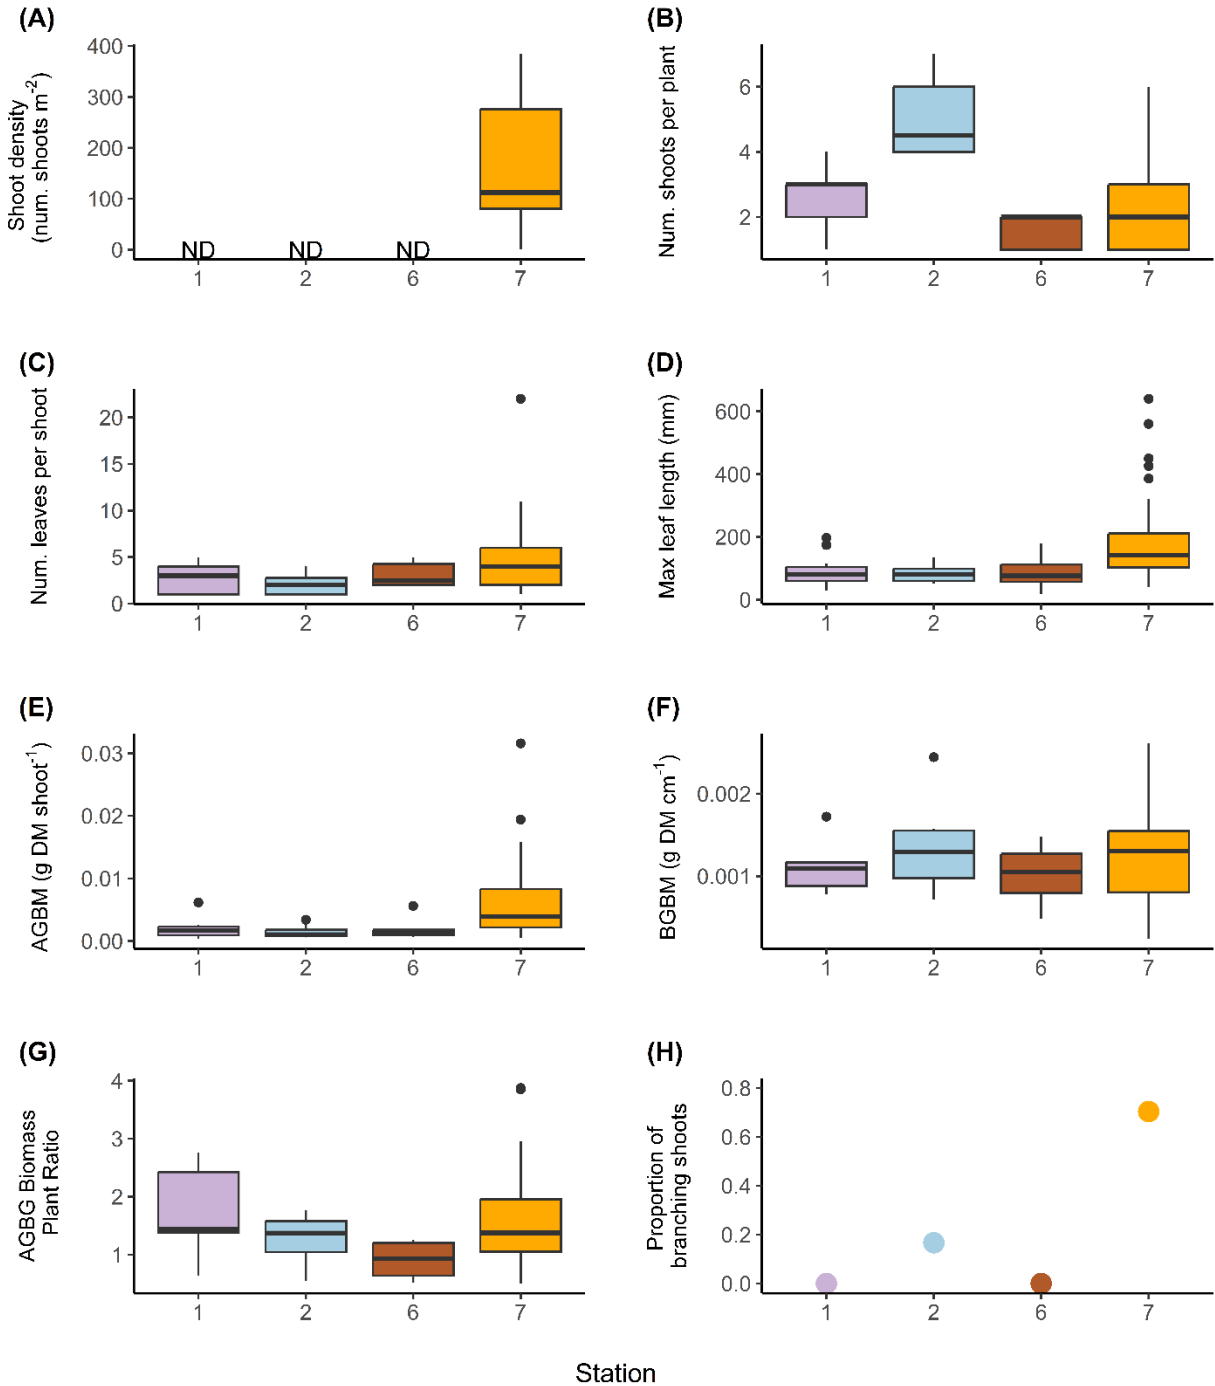 (A)
Shoot density
(num. shoots m-2)
400
300
200
100
0
ND ND ND
1 2 6 7
(B)
Num. shoots per plant
6
4
2
1 2 6 7
(C)
Num. leaves per shoot
20
15
10
5
0
1 2 6 7
(D)
Max leaf length (mm)
600
400
200
0
1 2 6 7
(E)
AGBM (g DM shoot-1)
0.03
0.02
0.01
0.00
1 2 6 7
(F)
BGBM (g DM cm-1)
0.002
0.001
1 2 6 7
(G)
AGBG Biomass
Plant Ratio
4
3
2
1
1 2 6 7
(H)
Proportion of
branching shoots
0.8
0.6
0.4
0.2
0.0
1 2 6 7
Station